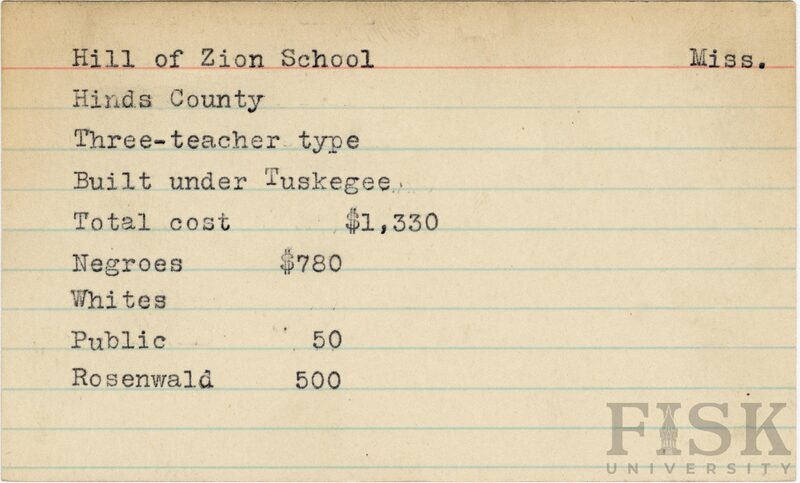 Hill of Zion School Miss.
Hinds County
Three-teacher type
Built under Tuskegee.
Total cost $1,330
Negroes $780
Whites
Public 50
Rosenwald 500
FISK
UNIVERSITY